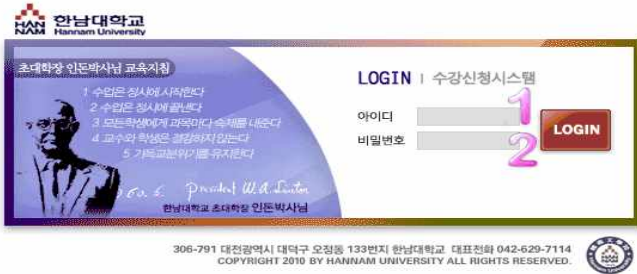 HAN
NAM
한남대학교
Hannam University
초대학장 인돈박사님 교육지침
1 수업은 정시에 시작한다
2 수업은 정시에 끝낸다
3 모든학생에게 과목마다 숙제를 내준다
4 교수와 학생은 결강하지 않는다
5 기독교분위기를 유지한다
President W.A. Linton
한남대학교 초대학장 인돈박사님
LOGIN | 수강신청시스템
아이디
1
비밀번호
2
LOGIN
306-791 대전광역시 대덕구 오정동 133번지 한남대학교 대표전화 042-629-7114
COPYRIGHT 2010 BY HANNAM UNIVERSITY ALL RIGHTS RESERVED.